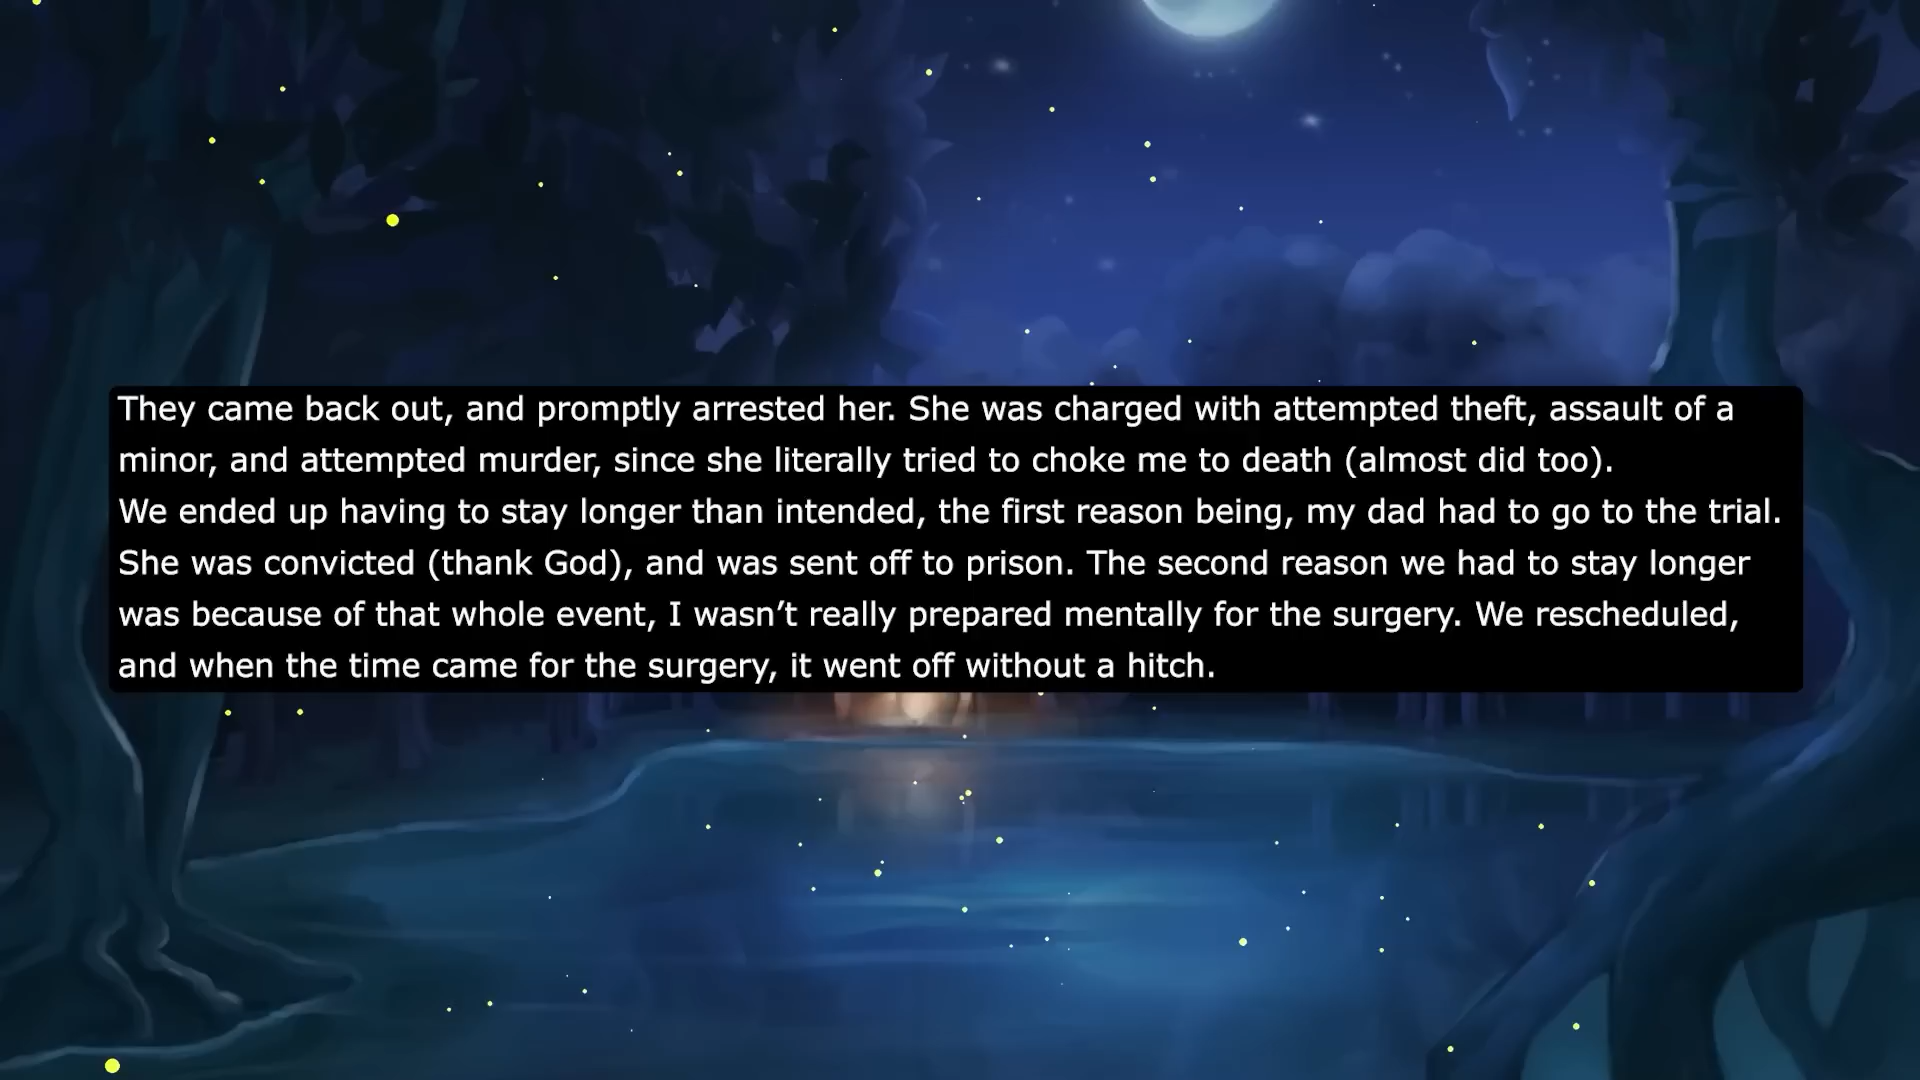 They came back out, and promptly arrested her. She was charged with attempted theft, assault of a
minor, and attempted murder, since she literally tried to choke me to death (almost did too).
We ended up having to stay longer than intended, the first reason being, my dad had to go to the trial.
She was convicted (thank God), and was sent off to prison. The second reason we had to stay longer
was because of that whole event, I wasn’t really prepared mentally for the surgery. We rescheduled,
and when the time came for the surgery, it went off without a hitch.